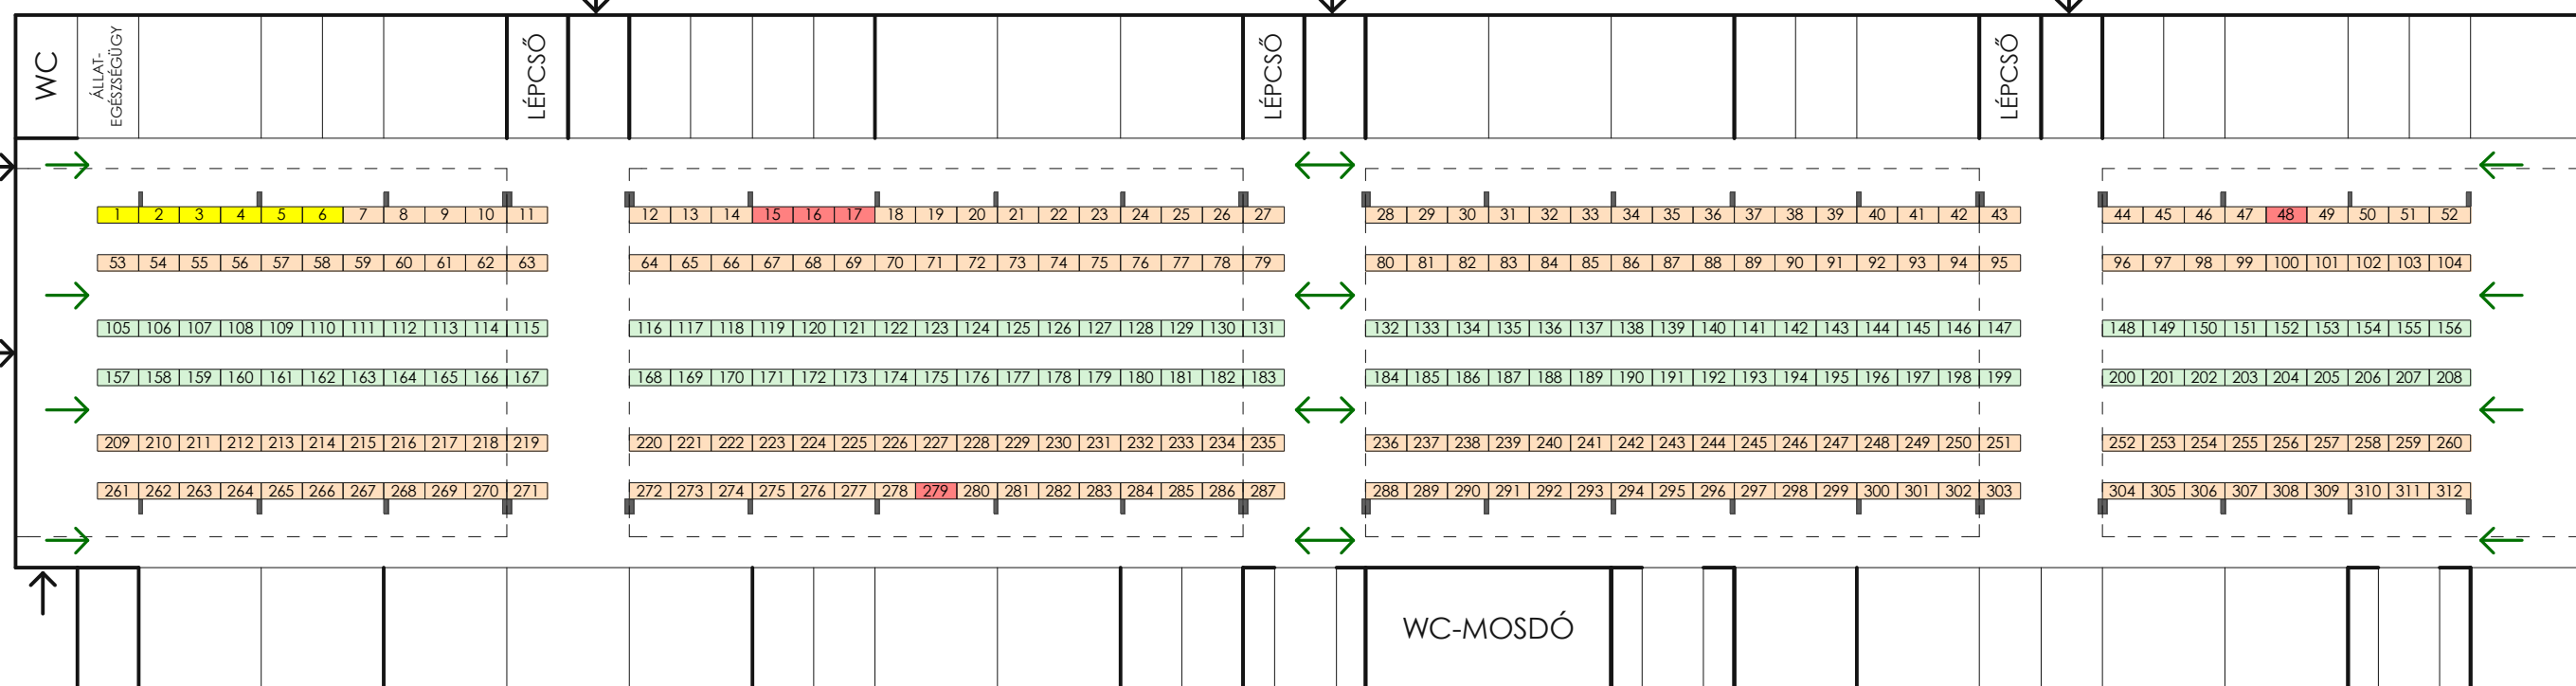 WC
ÁLLAT-
EGÉSZSÉGÜGY
LÉPCSŐ
LÉPCSŐ
LÉPCSŐ
1 2 3 4 5 6 7 8 9 10 11 12 13 14 15 16 17 18 19 20 21 22 23 24 25 26 27 28 29 30 31 32 33 34 35 36 37 38 39 40 41 42 43 44 45 46 47 48 49 50 51 52
53 54 55 56 57 58 59 60 61 62 63 64 65 66 67 68 69 70 71 72 73 74 75 76 77 78 79 80 81 82 83 84 85 86 87 88 89 90 91 92 93 94 95 96 97 98 99 100 101 102 103 104
105 106 107 108 109 110 111 112 113 114 115 116 117 118 119 120 121 122 123 124 125 126 127 128 129 130 131 132 133 134 135 136 137 138 139 140 141 142 143 144 145 146 147 148 149 150 151 152 153 154 155 156
157 158 159 160 161 162 163 164 165 166 167 168 169 170 171 172 173 174 175 176 177 178 179 180 181 182 183 184 185 186 187 188 189 190 191 192 193 194 195 196 197 198 199 200 201 202 203 204 205 206 207 208
209 210 211 212 213 214 215 216 217 218 219 220 221 222 223 224 225 226 227 228 229 230 231 232 233 234 235 236 237 238 239 240 241 242 243 244 245 246 247 248 249 250 251 252 253 254 255 256 257 258 259 260
261 262 263 264 265 266 267 268 269 270 271 272 273 274 275 276 277 278 279 280 281 282 283 284 285 286 287 288 289 290 291 292 293 294 295 296 297 298 299 300 301 302 303 304 305 306 307 308 309 310 311 312
WC-MOSDÓ